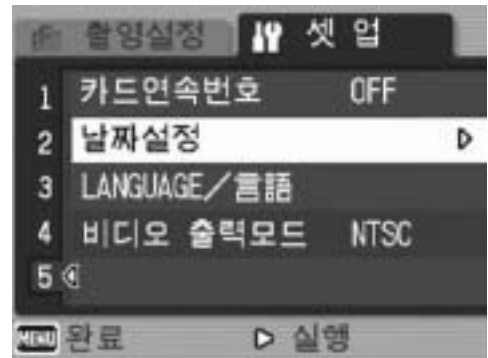 촬영설정 셋 업
1 카드연속번호 OFF
2 날짜설정
3 LANGUAGE/言語
4 비디오 출력모드 NTSC
5
MENU 완료 실행